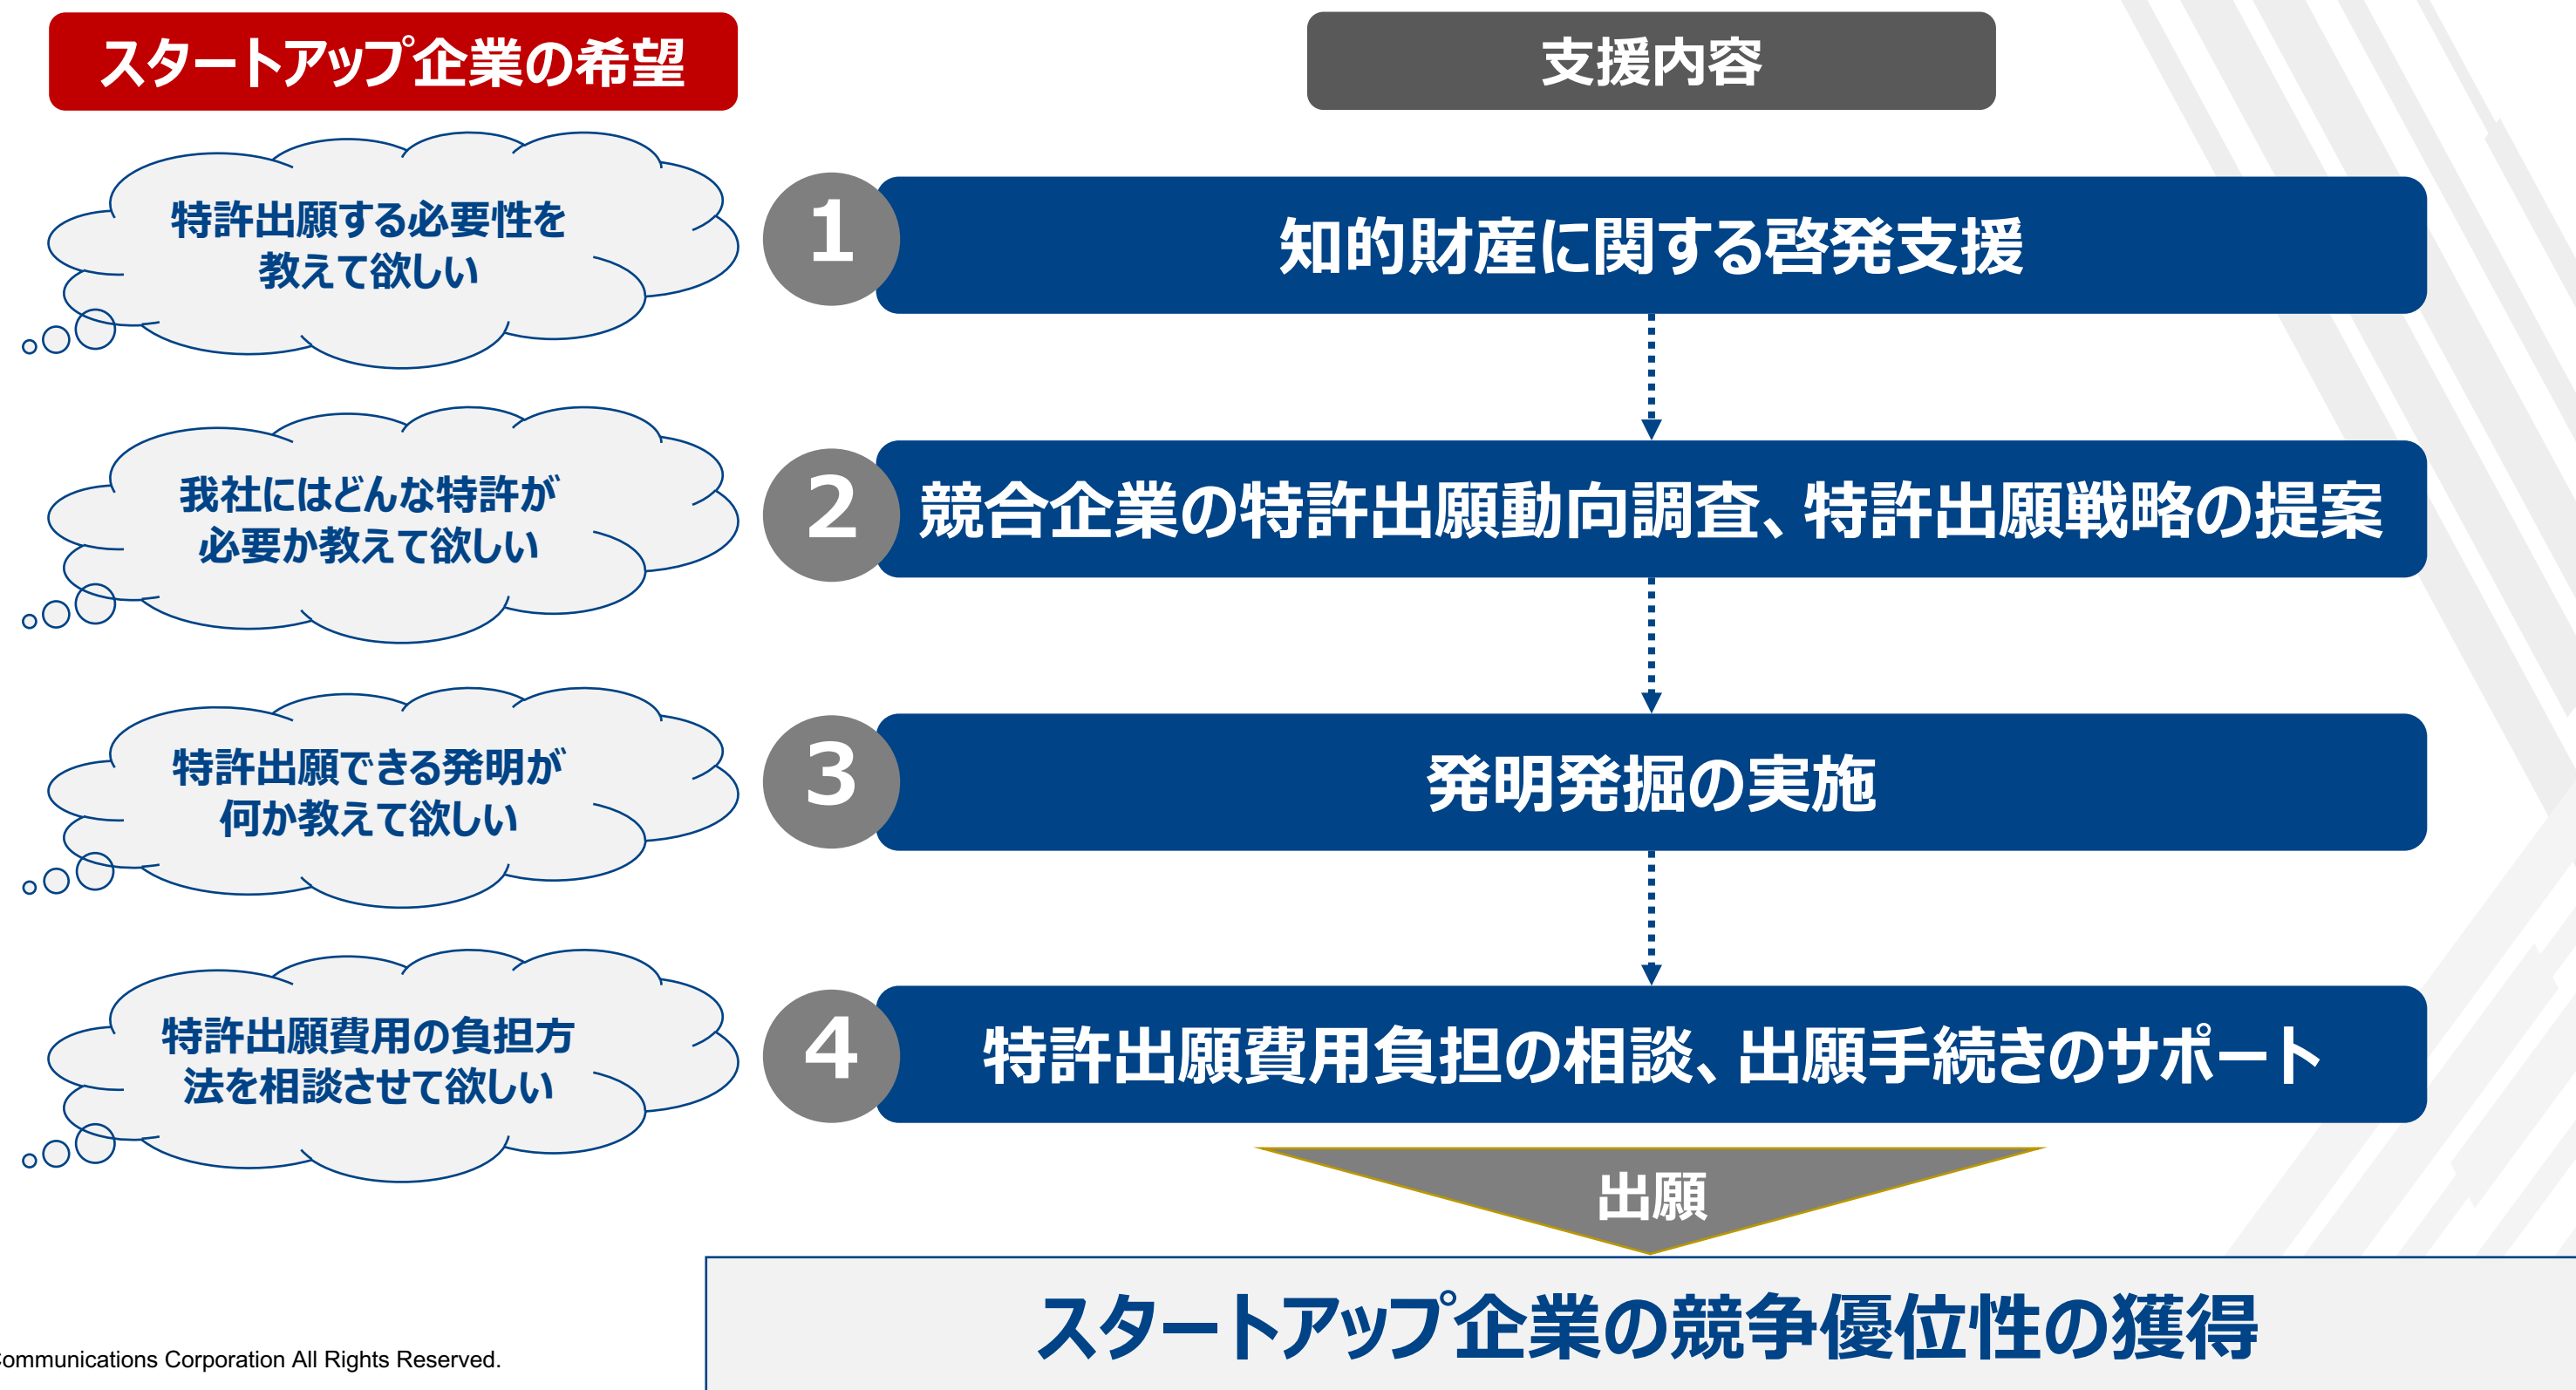 スタートアップ企業の希望
支援内容
特許出願する必要性を
教えて欲しい
1
知的財産に関する啓発支援
我社にはどんな特許が
必要か教えて欲しい
2
競合企業の特許出願動向調査、特許出願戦略の提案
特許出願できる発明が
何か教えて欲しい
3
発明発掘の実施
特許出願費用の負担方
法を相談させて欲しい
4
特許出願費用負担の相談、出願手続きのサポート
出願
スタートアップ企業の競争優位性の獲得
ommunications Corporation All Rights Reserved.